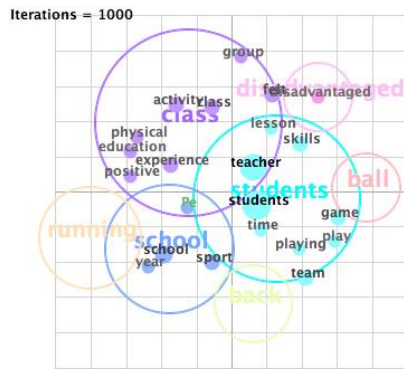 Iterations = 1000
group
disadvantaged
felt
disadvantaged
activity
class
class
lesson
skills
physical
education
experience
positive
teacher
students
students
ball
Pe
game
time
running
school
school
year
sport
playing
play
team
back